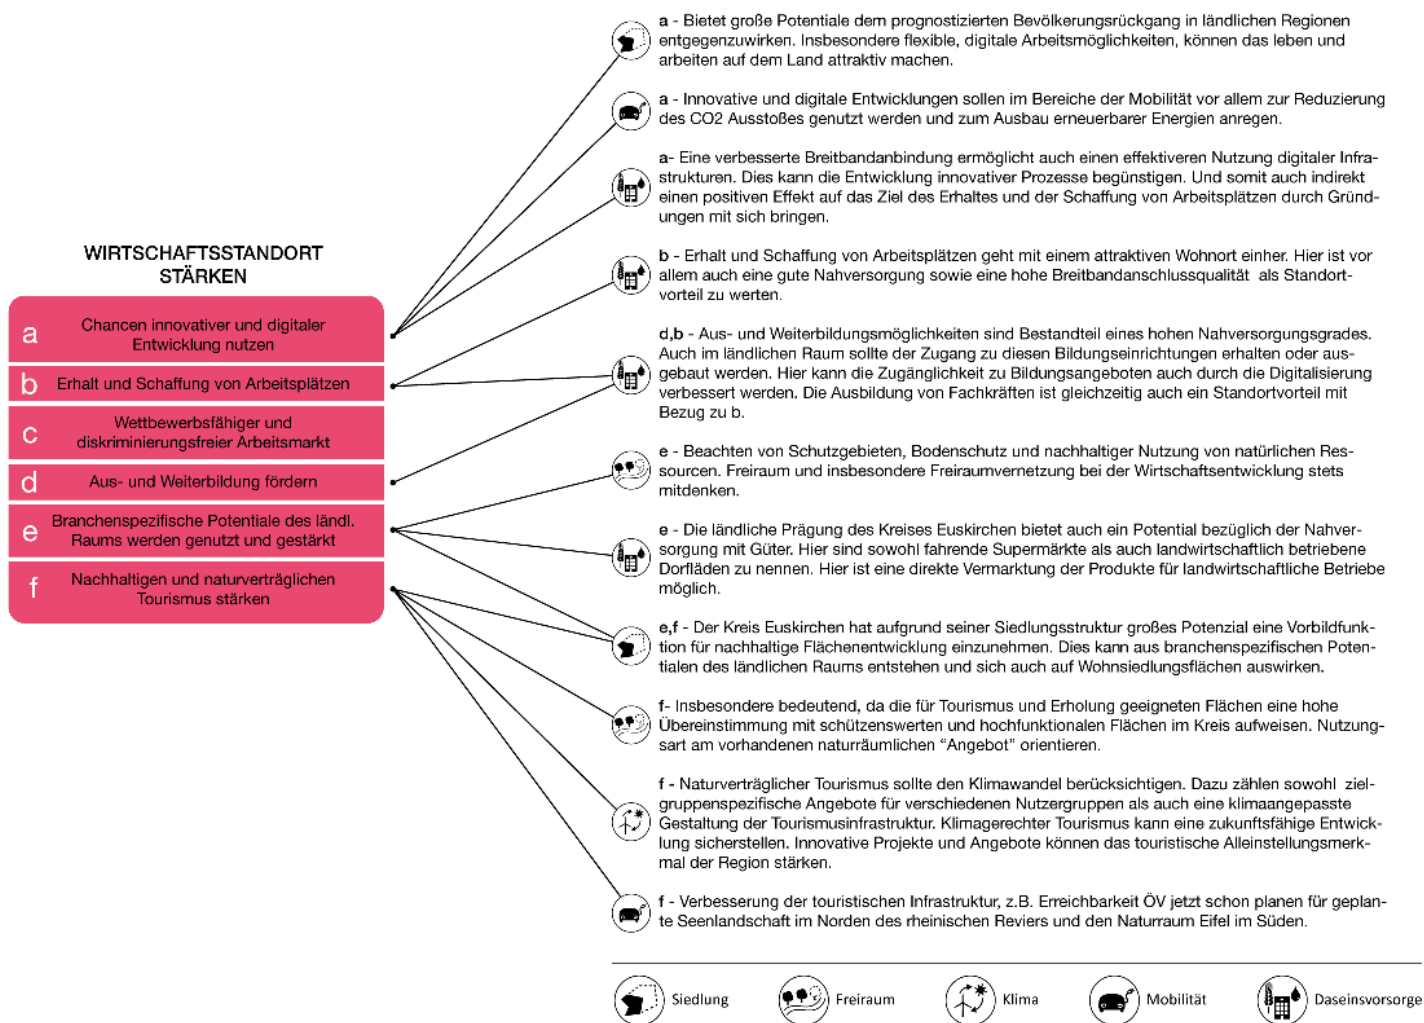 WIRTSCHAFTSSTANDORT
STÄRKEN
a
Chancen innovativer und digitaler
Entwicklung nutzen
b
Erhalt und Schaffung von Arbeitsplätzen
c
Wettbewerbsfähiger und
diskriminierungsfreier Arbeitsmarkt
d
Aus- und Weiterbildung fördern
e
Branchenspezifische Potentiale des ländl.
Raums werden genutzt und gestärkt
f
Nachhaltigen und naturverträglichen
Tourismus stärken
a - Bietet große Potentiale dem prognostizierten Bevölkerungsrückgang in ländlichen Regionen
entgegenzuwirken. Insbesondere flexible, digitale Arbeitsmöglichkeiten, können das leben und
arbeiten auf dem Land attraktiv machen.
a - Innovative und digitale Entwicklungen sollen im Bereiche der Mobilität vor allem zur Reduzierung
des CO2 Ausstoßes genutzt werden und zum Ausbau erneuerbarer Energien anregen.
a- Eine verbesserte Breitbandanbindung ermöglicht auch einen effektiveren Nutzung digitaler Infra-
strukturen. Dies kann die Entwicklung innovativer Prozesse begünstigen. Und somit auch indirekt
einen positiven Effekt auf das Ziel des Erhaltes und der Schaffung von Arbeitsplätzen durch Gründ-
ungen mit sich bringen.
b - Erhalt und Schaffung von Arbeitsplätzen geht mit einem attraktiven Wohnort einher. Hier ist vor
allem auch eine gute Nahversorgung sowie eine hohe Breitbandanschlussqualität als Standort-
vorteil zu werten.
d,b - Aus- und Weiterbildungsmöglichkeiten sind Bestandteil eines hohen Nahversorgungsgrades.
Auch im ländlichen Raum sollte der Zugang zu diesen Bildungseinrichtungen erhalten oder aus-
gebaut werden. Hier kann die Zugänglichkeit zu Bildungsangeboten auch durch die Digitalisierung
verbessert werden. Die Ausbildung von Fachkräften ist gleichzeitig auch ein Standortvorteil mit
Bezug zu b.
e - Beachten von Schutzgebieten, Bodenschutz und nachhaltiger Nutzung von natürlichen Res-
sourcen. Freiraum und insbesondere Freiraumvernetzung bei der Wirtschaftsentwicklung stets
mitdenken.
e - Die ländliche Prägung des Kreises Euskirchen bietet auch ein Potential bezüglich der Nahver-
sorgung mit Güter. Hier sind sowohl fahrende Supermärkte als auch landwirtschaftlich betriebene
Dorfläden zu nennen. Hier ist eine direkte Vermarktung der Produkte für landwirtschaftliche Betriebe
möglich.
e,f - Der Kreis Euskirchen hat aufgrund seiner Siedlungsstruktur großes Potenzial eine Vorbildfunk-
tion für nachhaltige Flächenentwicklung einzunehmen. Dies kann aus branchenspezifischen Poten-
tialen des ländlichen Raums entstehen und sich auch auf Wohnsiedlungsflächen auswirken.
f- Insbesondere bedeutend, da die für Tourismus und Erholung geeigneten Flächen eine hohe
Übereinstimmung mit schützenswerten und hochfunktionalen Flächen im Kreis aufweisen. Nutzung-
sart am vorhandenen naturräumlichen “Angebot” orientieren.
f - Naturverträglicher Tourismus sollte den Klimawandel berücksichtigen. Dazu zählen sowohl ziel-
gruppenspezifische Angebote für verschiedenen Nutzergruppen als auch eine klimaangepasste
Gestaltung der Tourismusinfrastruktur. Klimagerechter Tourismus kann eine zukunftsfähige Entwick-
lung sicherstellen. Innovative Projekte und Angebote können das touristische Alleinstellungsmerk-
mal der Region stärken.
f - Verbesserung der touristischen Infrastruktur, z.B. Erreichbarkeit ÖV jetzt schon planen für geplan-
te Seenlandschaft im Norden des rheinischen Reviers und den Naturraum Eifel im Süden.
Siedlung
Freiraum
Klima
Mobilität
Daseinsvorsorge